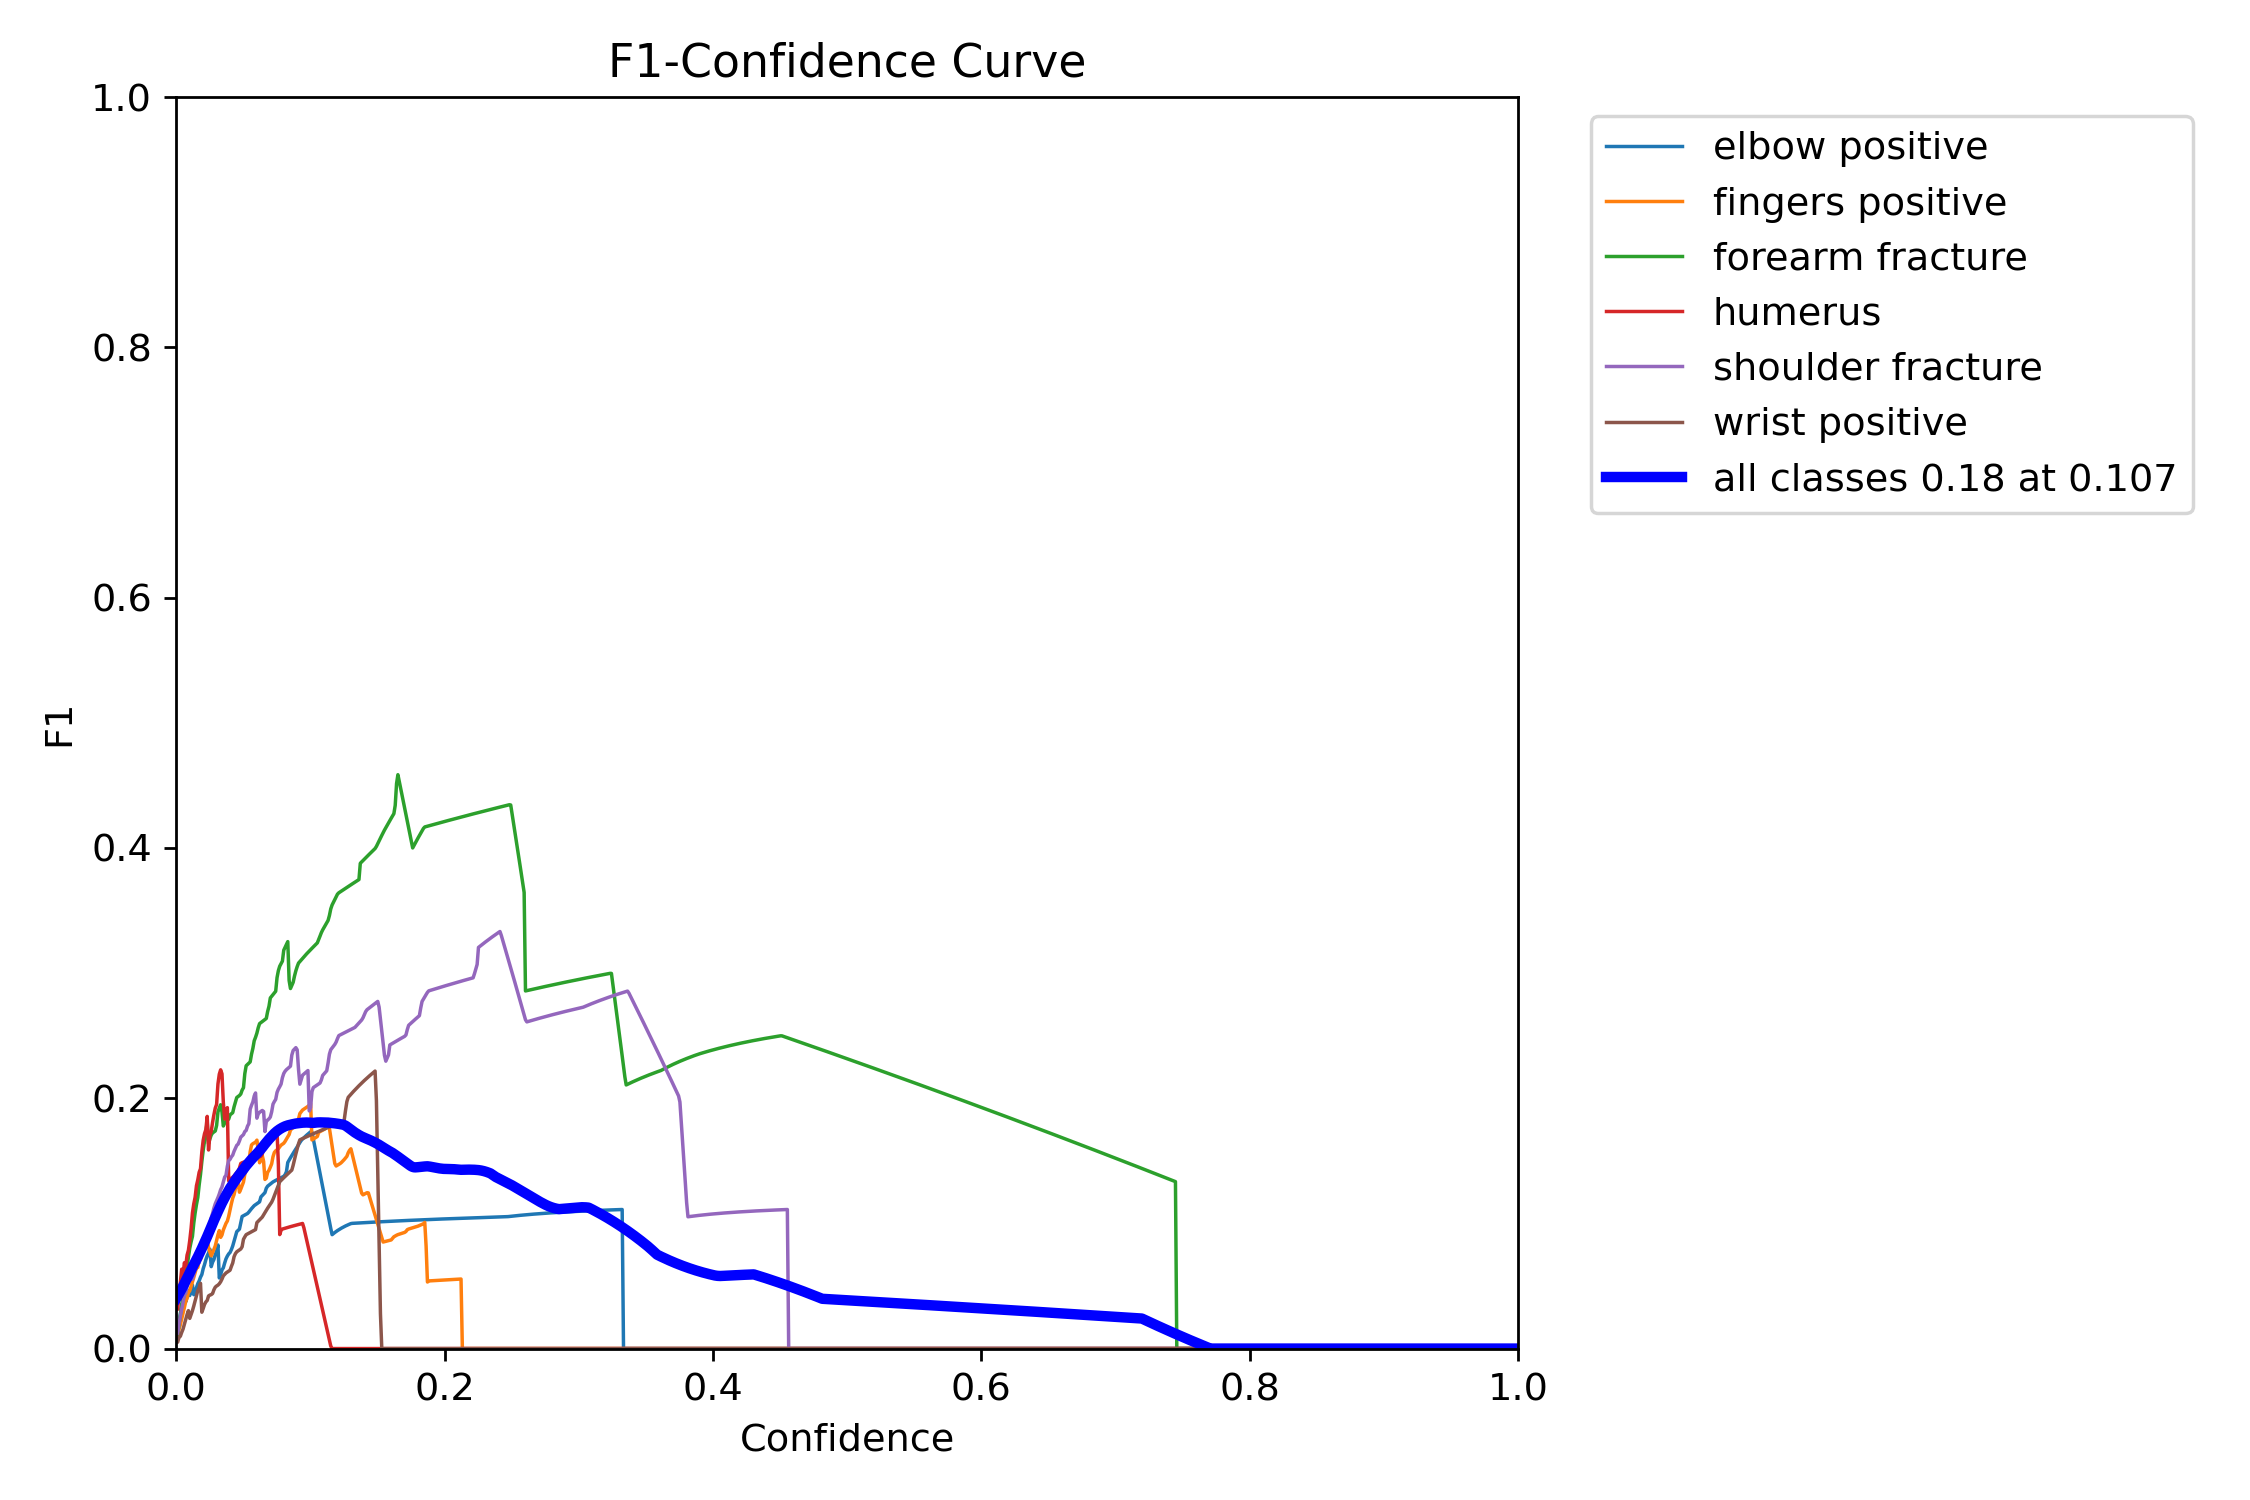 F1-Confidence Curve
1.0
0.8
0.6
0.4
0.2
0.0
F1
0.0 0.2 0.4 0.6 0.8 1.0
Confidence
elbow positive
fingers positive
forearm fracture
humerus
shoulder fracture
wrist positive
all classes 0.18 at 0.107